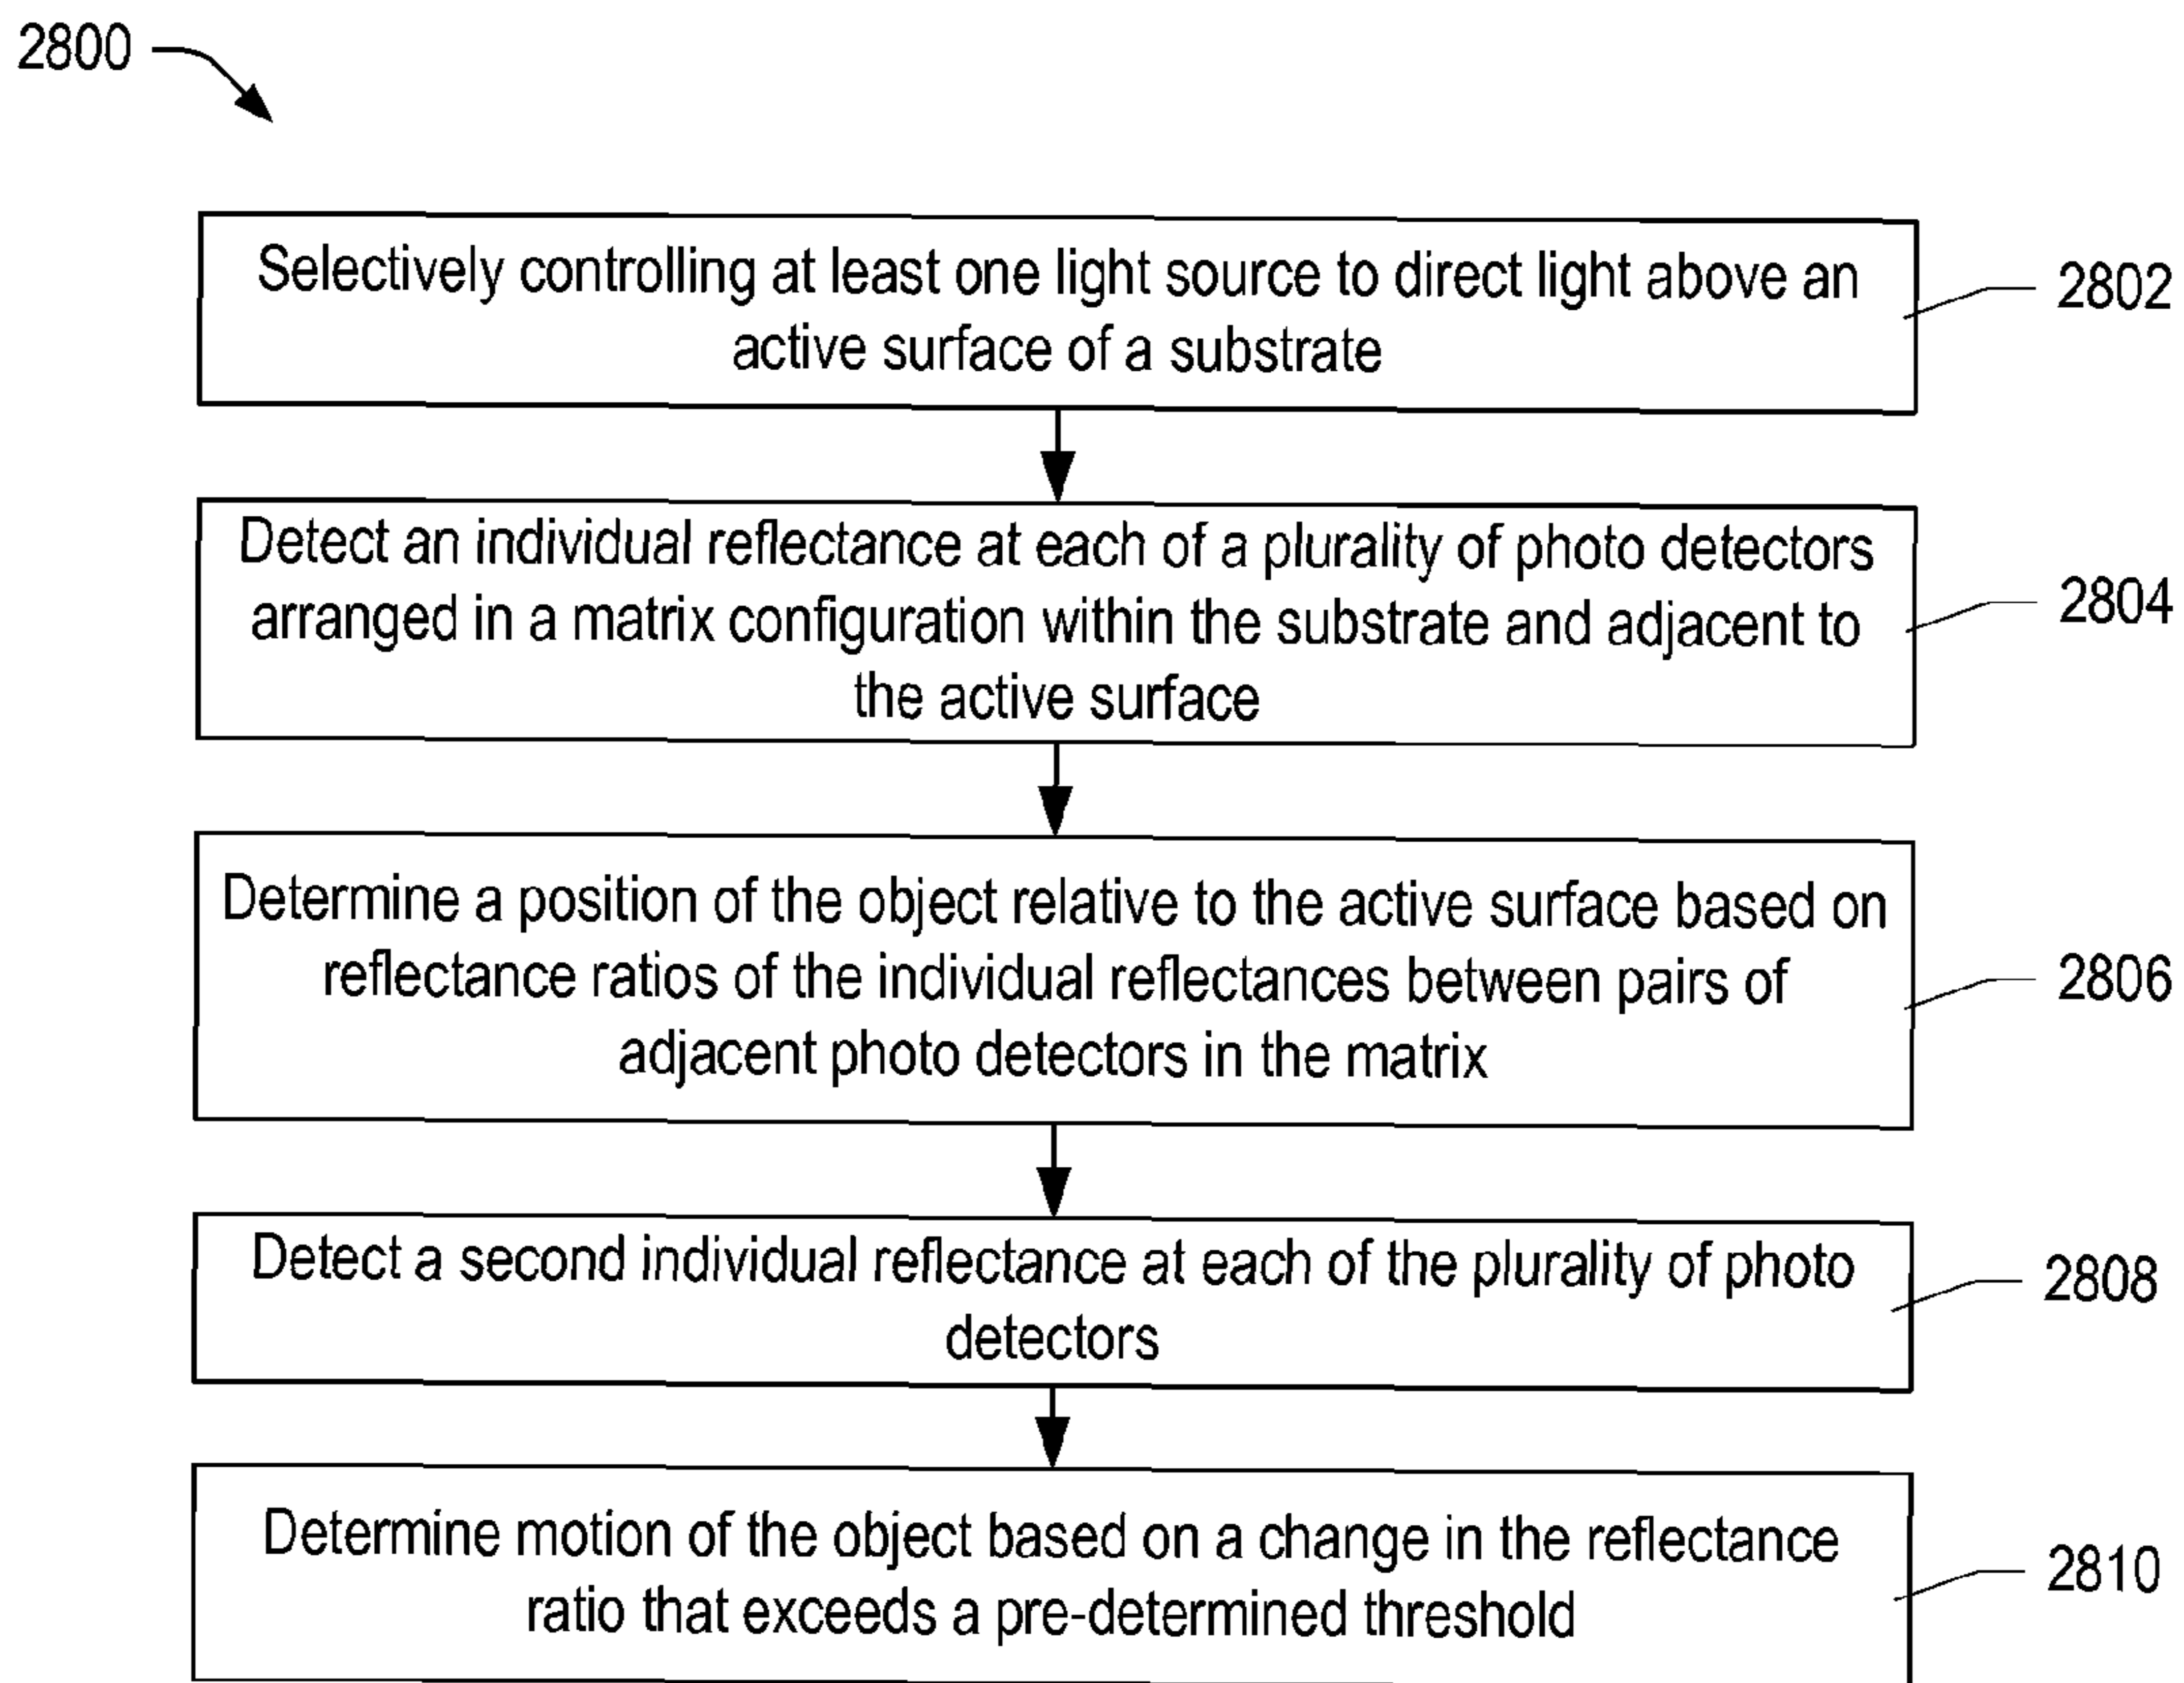 2800
Selectively controlling at least one light source to direct light above an
active surface of a substrate
2802
Detect an individual reflectance at each of a plurality of photo detectors
arranged in a matrix configuration within the substrate and adjacent to
the active surface
2804
Determine a position of the object relative to the active surface based on
reflectance ratios of the individual reflectances between pairs of
adjacent photo detectors in the matrix
2806
Detect a second individual reflectance at each of the plurality of photo
detectors
2808
Determine motion of the object based on a change in the reflectance
ratio that exceeds a pre-determined threshold
2810